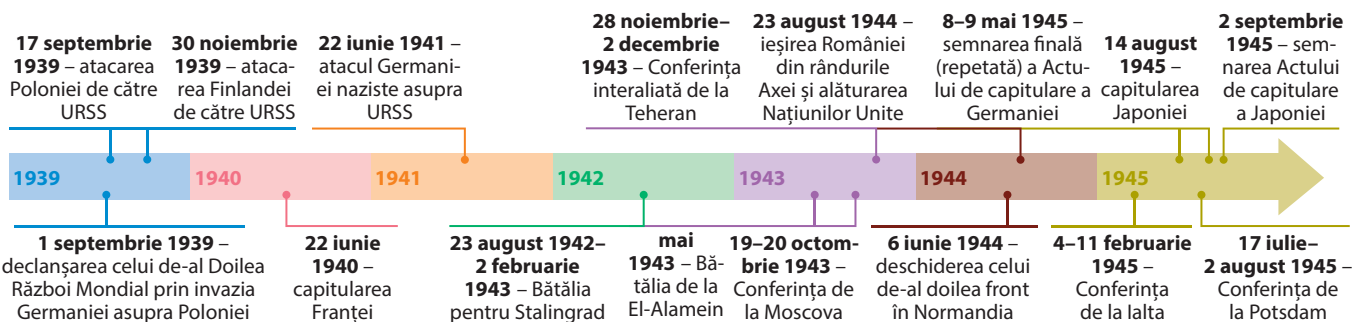 17 septembrie
1939 – atacarea
Poloniei de către
URSS
30 noiembrie
1939 – ataca-
rea Finlandei
de către URSS
22 iunie 1941 –
atacul Germani-
ei naziste asupra
URSS
28 noiembrie–
2 decembrie
1943 – Conferința
interaliată de la
Teheran
23 august 1944 –
ieșirea României
din rândurile
Axei și alăturarea
Națiunilor Unite
8–9 mai 1945 –
semnarea finală
(repetată) a Actu-
lui de capitulare a
Germaniei
14 august
1945 –
capitularea
Japoniei
2 septembrie
1945 – sem-
narea Actului
de capitulare
a Japoniei
1939
1940
1941
1942
1943
1944
1945
1 septembrie 1939 –
declanșarea celui de-al Doilea
Război Mondial prin invazia
Germaniei asupra Poloniei
22 iunie
1940 –
capitularea
Franței
23 august 1942–
2 februarie
1943 – Bătălia
pentru Stalingrad
mai
1943 – Bă-
tălia de la
El-Alamein
19–20 octom-
brie 1943 –
Conferința de
la Moscova
6 iunie 1944 –
deschiderea celui
de-al doilea front
în Normandia
4–11 februarie
1945 –
Conferința
de la Ialta
17 iulie–
2 august 1945 –
Conferința de
la Potsdam